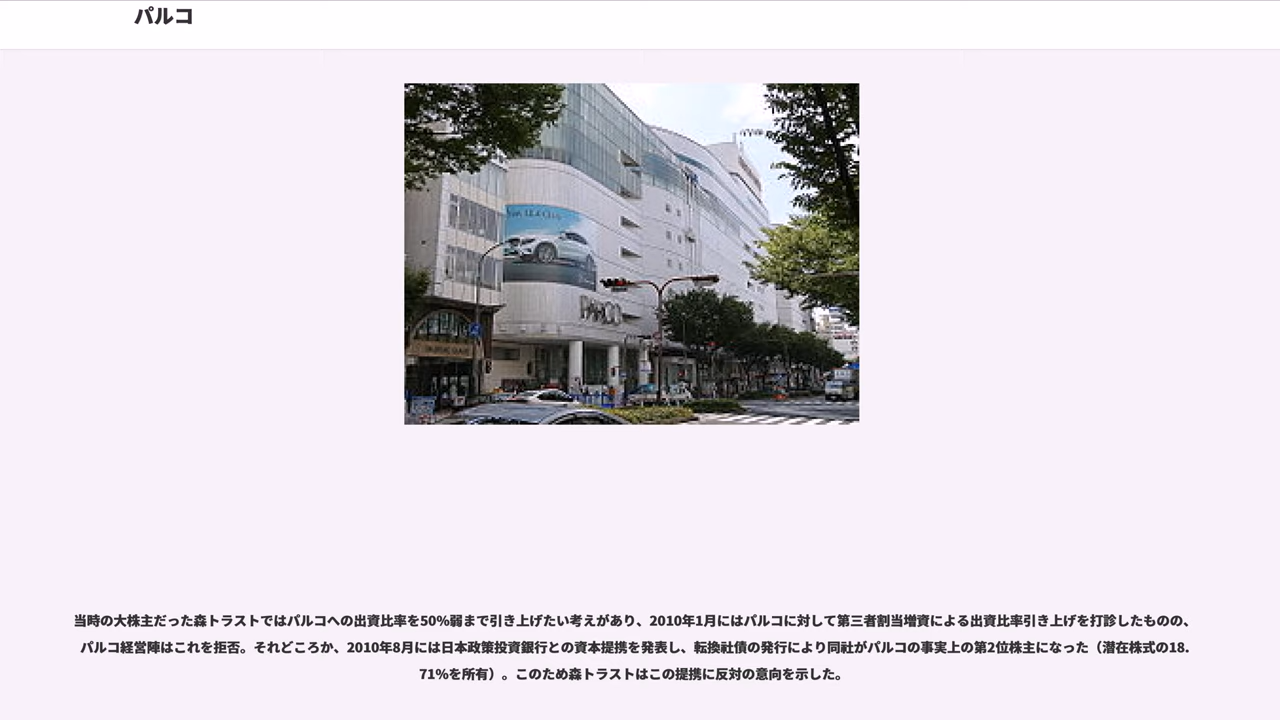 パルコ
PARCO
当時の大株主だった森トラストではパルコへの出資比率を50%弱まで引き上げたい考えがあり、2010年1月にはパルコに対して第三者割当増資による出資比率引き上げを打診したものの、
パルコ経営陣はこれを拒否。それどころか、2010年8月には日本政策投資銀行との資本提携を発表し、転換社債の発行により同社がパルコの事実上の第2位株主になった（潜在株式の18.
71%を所有）。このため森トラストはこの提携に反対の意向を示した。